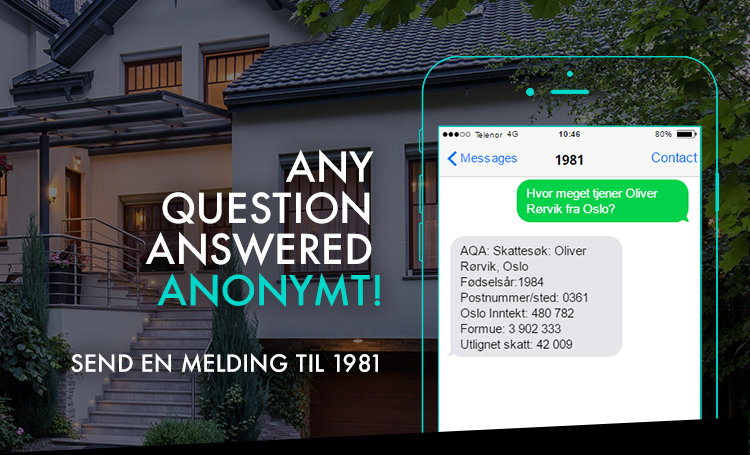 ANY
QUESTION
ANSWERED
ANONYMT!
SEND EN MELDING TIL 1981
Telenor 4G 10:46 80%
Messages 1981 Contact
Hvor meget tjener Oliver
Rørvik fra Oslo?
AQA: Skattesøk: Oliver
Rørvik, Oslo
Fødselsår:1984
Postnummer/sted: 0361
Oslo Inntekt: 480 782
Formue: 3 902 333
Utlignet skatt: 42 009